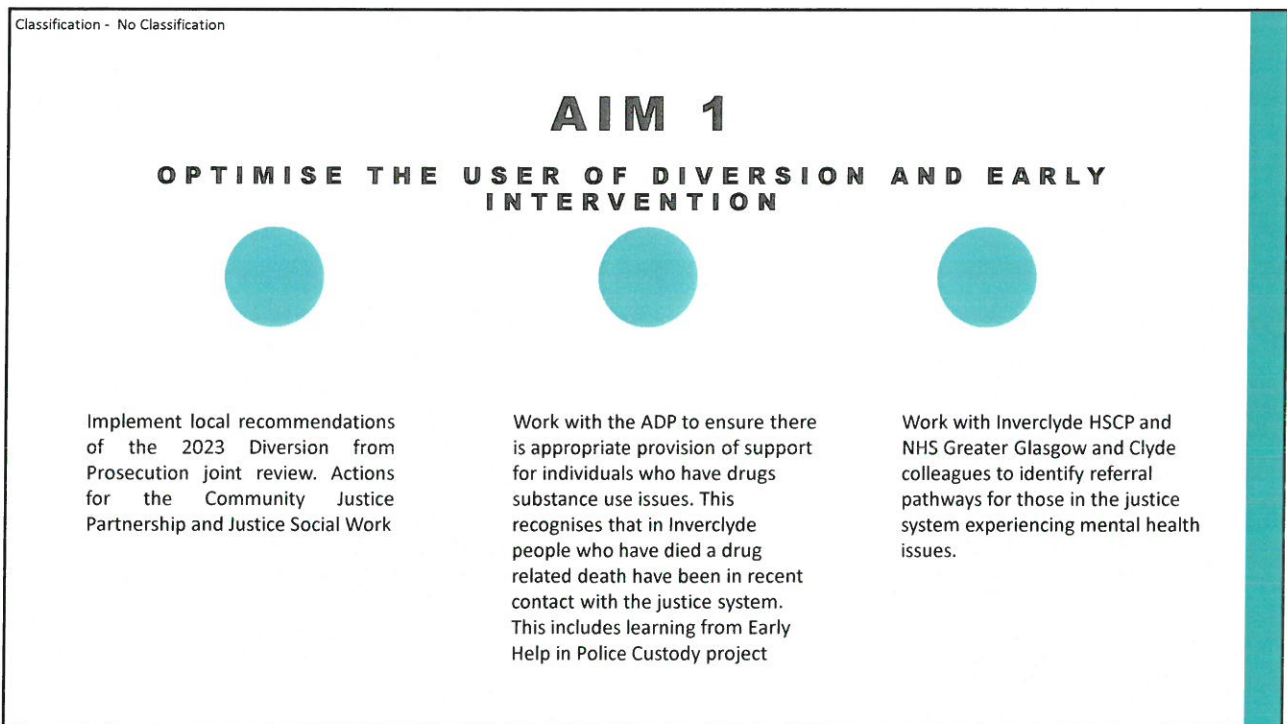 Classification - No Classification
AIM 1
OPTIMISE THE USER OF DIVERSION AND EARLY
INTERVENTION
Implement local recommendations
of the 2023 Diversion from
Prosecution joint review. Actions
for the Community Justice
Partnership and Justice Social Work
Work with the ADP to ensure there
is appropriate provision of support
for individuals who have drugs
substance use issues. This
recognises that in Inverclyde
people who have died a drug
related death have been in recent
contact with the justice system.
This includes learning from Early
Help in Police Custody project
Work with Inverclyde HSCP and
NHS Greater Glasgow and Clyde
colleagues to identify referral
pathways for those in the justice
system experiencing mental health
issues.